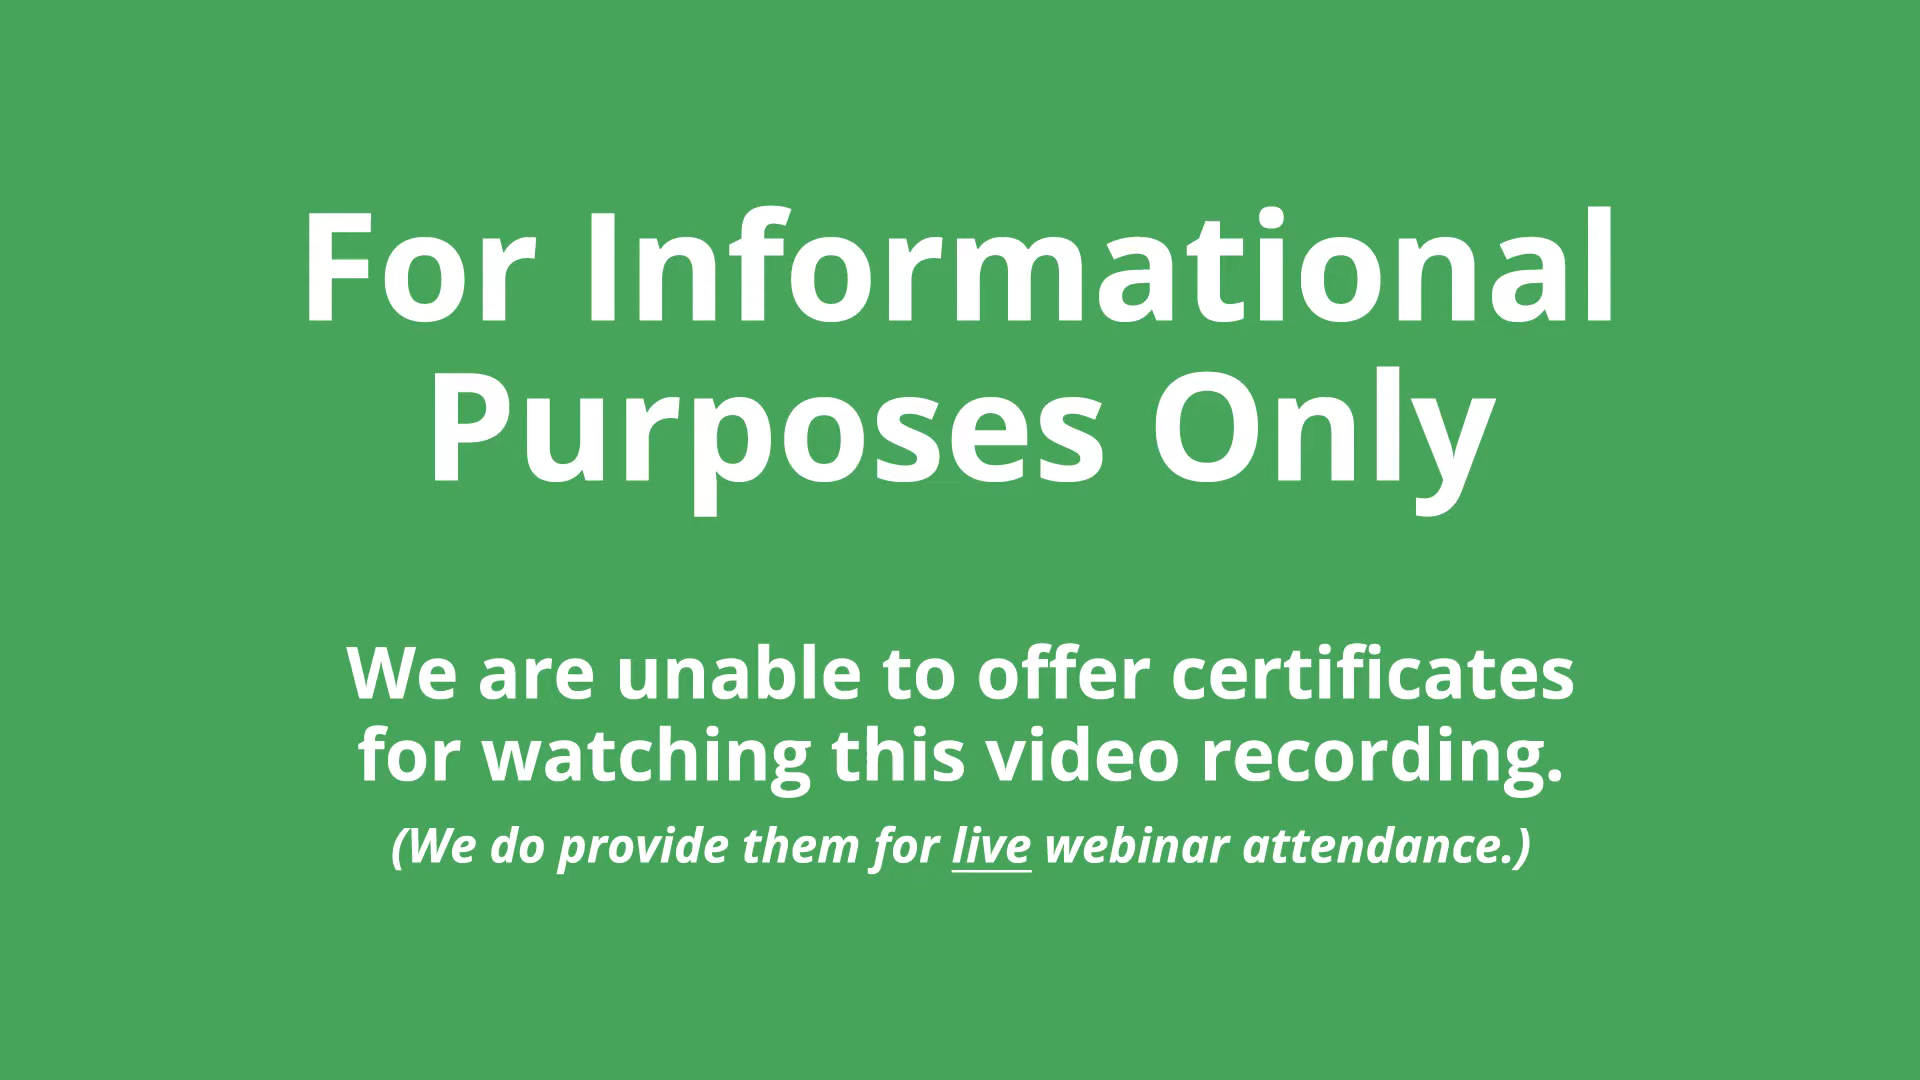 For Informational
Purposes Only
We are unable to offer certificates
for watching this video recording.
(We do provide them for live webinar attendance.)